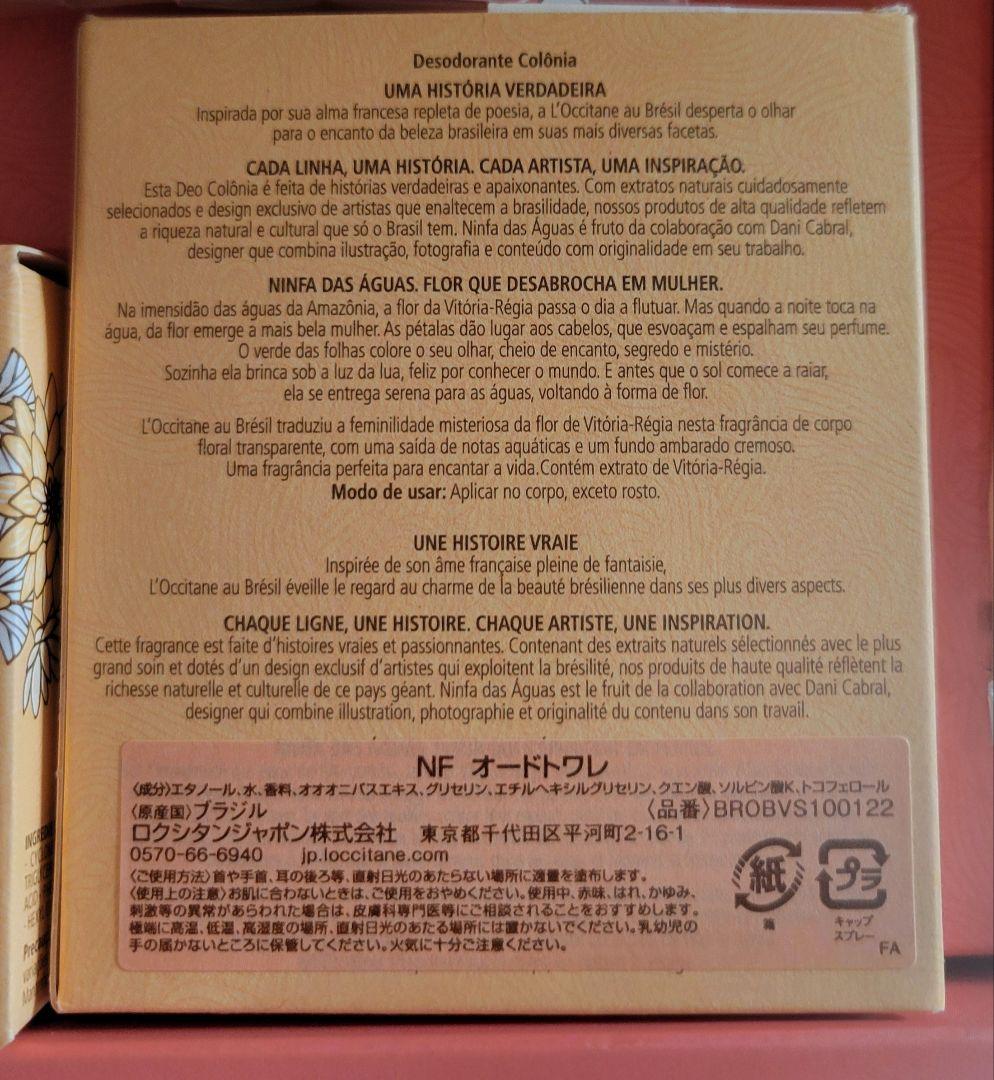 Desodorante Colônia
UMA HISTÓRIA VERDADEIRA
Inspirada por sua alma francesa repleta de poesia, a L'Occitane au Brésil desperta o olhar
para o encanto da beleza brasileira em suas mais diversas facetas.
CADA LINHA, UMA HISTÓRIA. CADA ARTISTA, UMA INSPIRAÇÃO.
Esta Deo Colônia é feita de histórias verdadeiras e apaixonantes. Com extratos naturais cuidadosamente
selecionados e design exclusivo de artistas que enaltecem a brasilidade, nossos produtos de alta qualidade refletem
a riqueza natural e cultural que só o Brasil tem. Ninfa das Águas é fruto da colaboração com Dani Cabral,
designer que combina ilustração, fotografia e conteúdo com originalidade em seu trabalho.
NINFA DAS ÁGUAS. FLOR QUE DESABROCHA EM MULHER.
Na imensidão das águas da Amazônia, a flor da Vitória-Régia passa o dia a flutuar. Mas quando a noite toca na
água, da flor emerge a mais bela mulher. As pétalas dão lugar aos cabelos, que esvoaçam e espalham seu perfume.
O verde das folhas colore o seu olhar, cheio de encanto, segredo e mistério.
Sozinha ela brinca sob a luz da lua, feliz por conhecer o mundo. E antes que o sol comece a raiar,
ela se entrega serena para as águas, voltando à forma de flor.
L'Occitane au Brésil traduziu a feminilidade misteriosa da flor de Vitória-Régia nesta fragrância de corpo
floral transparente, com uma saída de notas aquáticas e um fundo ambarado cremoso.
Uma fragrância perfeita para encantar a vida.Contém extrato de Vitória-Régia.
Modo de usar: Aplicar no corpo, exceto rosto.
UNE HISTOIRE VRAIE
Inspirée de son âme française pleine de fantaisie,
L'Occitane au Brésil éveille le regard au charme de la beauté brésilienne dans ses plus divers aspects.
CHAQUE LIGNE, UNE HISTOIRE. CHAQUE ARTISTE, UNE INSPIRATION.
Cette fragrance est faite d'histoires vraies et passionnantes. Contenant des extraits naturels sélectionnés avec le plus
grand soin et dotés d'un design exclusif d'artistes qui exploitent la brésilité, nos produits de haute qualité réflètent la
richesse naturelle et culturelle de ce pays géant. Ninfa das Águas est le fruit de la collaboration avec Dani Cabral,
designer qui combine illustration, photographie et originalité du contenu dans son travail.
NF オードトワレ
〈成分〉エタノール、水、香料、オオオニバスエキス、グリセリン、エチルヘキシルグリセリン、クエン酸、ソルビン酸K、トコフェロール
〈原産国〉ブラジル 〈品番〉BROBVS100122
ロクシタンジャポン株式会社 東京都千代田区平河町2-16-1
0570-66-6940 jp.loccitane.com
〈ご使用方法〉首や手首、耳の後ろ等、直射日光のあたらない場所に適量を塗布します。
〈使用上の注意〉お肌に合わないときは、ご使用をおやめください。使用中、赤味、はれ、かゆみ、
刺激等の異常があらわれた場合は、皮膚科専門医等にご相談されることをおすすめします。
極端に高温、低温、高湿度の場所、直射日光のあたる場所には置かないでください。乳幼児の
手の届かないところに保管してください。火気に十分ご注意ください。
紙
箱
プラ
キャップ
スプレー
FA